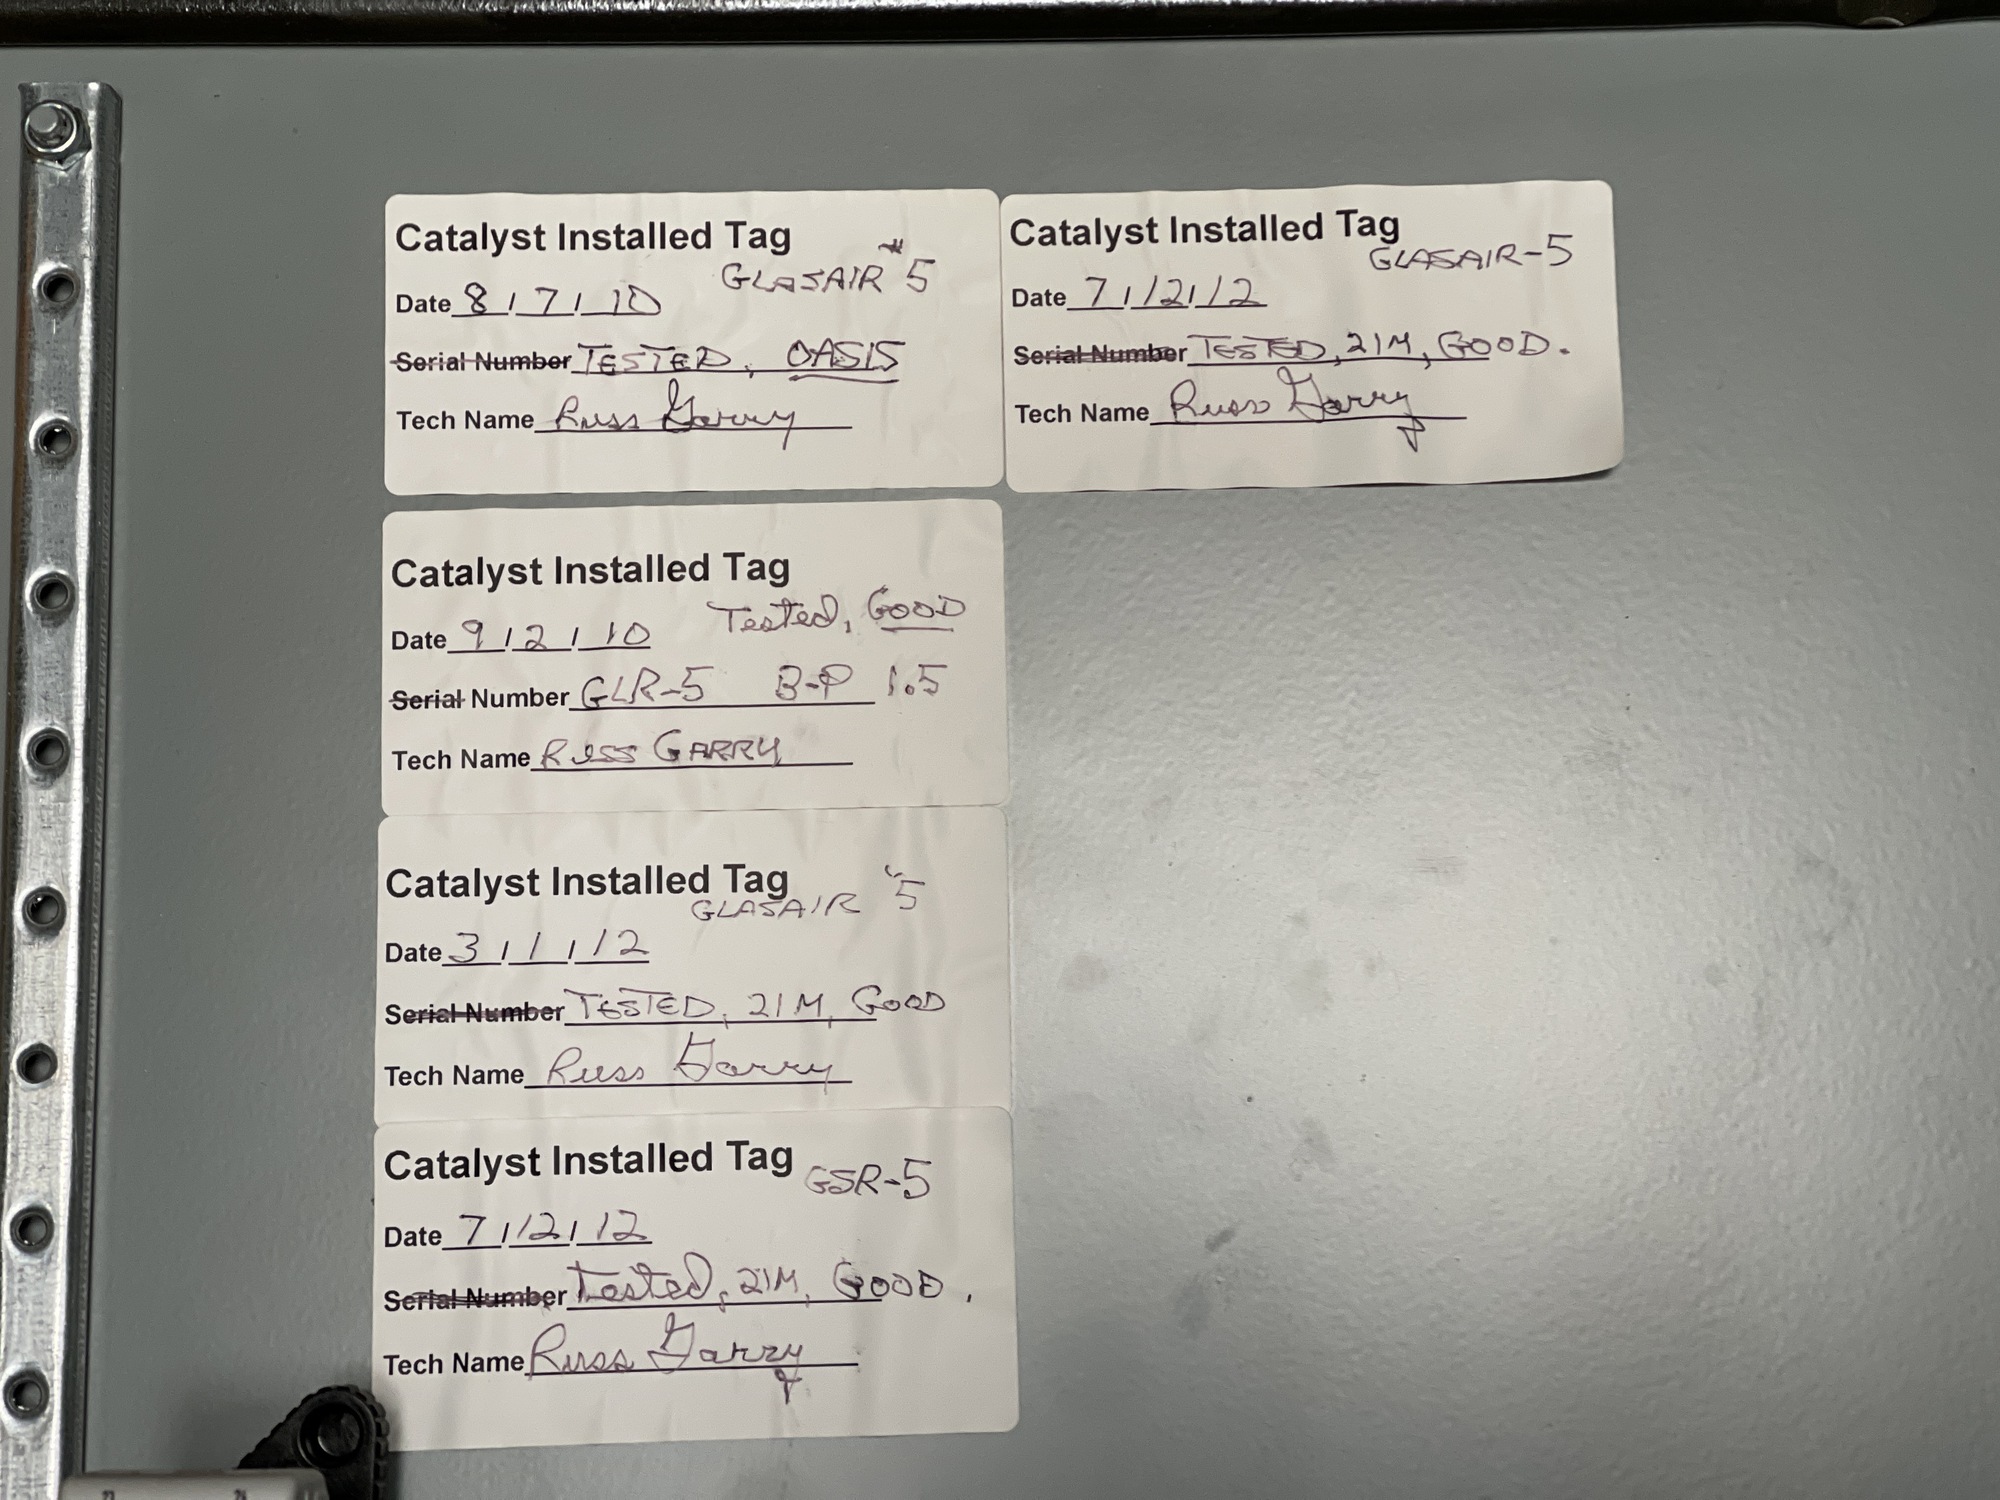 Catalyst Installed Tag
GLASAIR #5
Date 8/7/10
Serial Number TESTED, OASIS
Tech Name Russ Garry
Catalyst Installed Tag
GLASAIR-5
Date 7/12/12
Serial Number TESTED, 21M, GOOD.
Tech Name Russ Garry
Catalyst Installed Tag
Tested, GOOD
Date 9/2/10
Serial Number GLR-5 B-P 1.5
Tech Name RUSS GARRY
Catalyst Installed Tag
GLASAIR "5
Date 3/1/12
Serial Number TESTED, 21M, GOOD
Tech Name Russ Garry
Catalyst Installed Tag
GSR-5
Date 7/12/12
Serial Number Tested, 21M, GOOD.
Tech Name Russ Garry